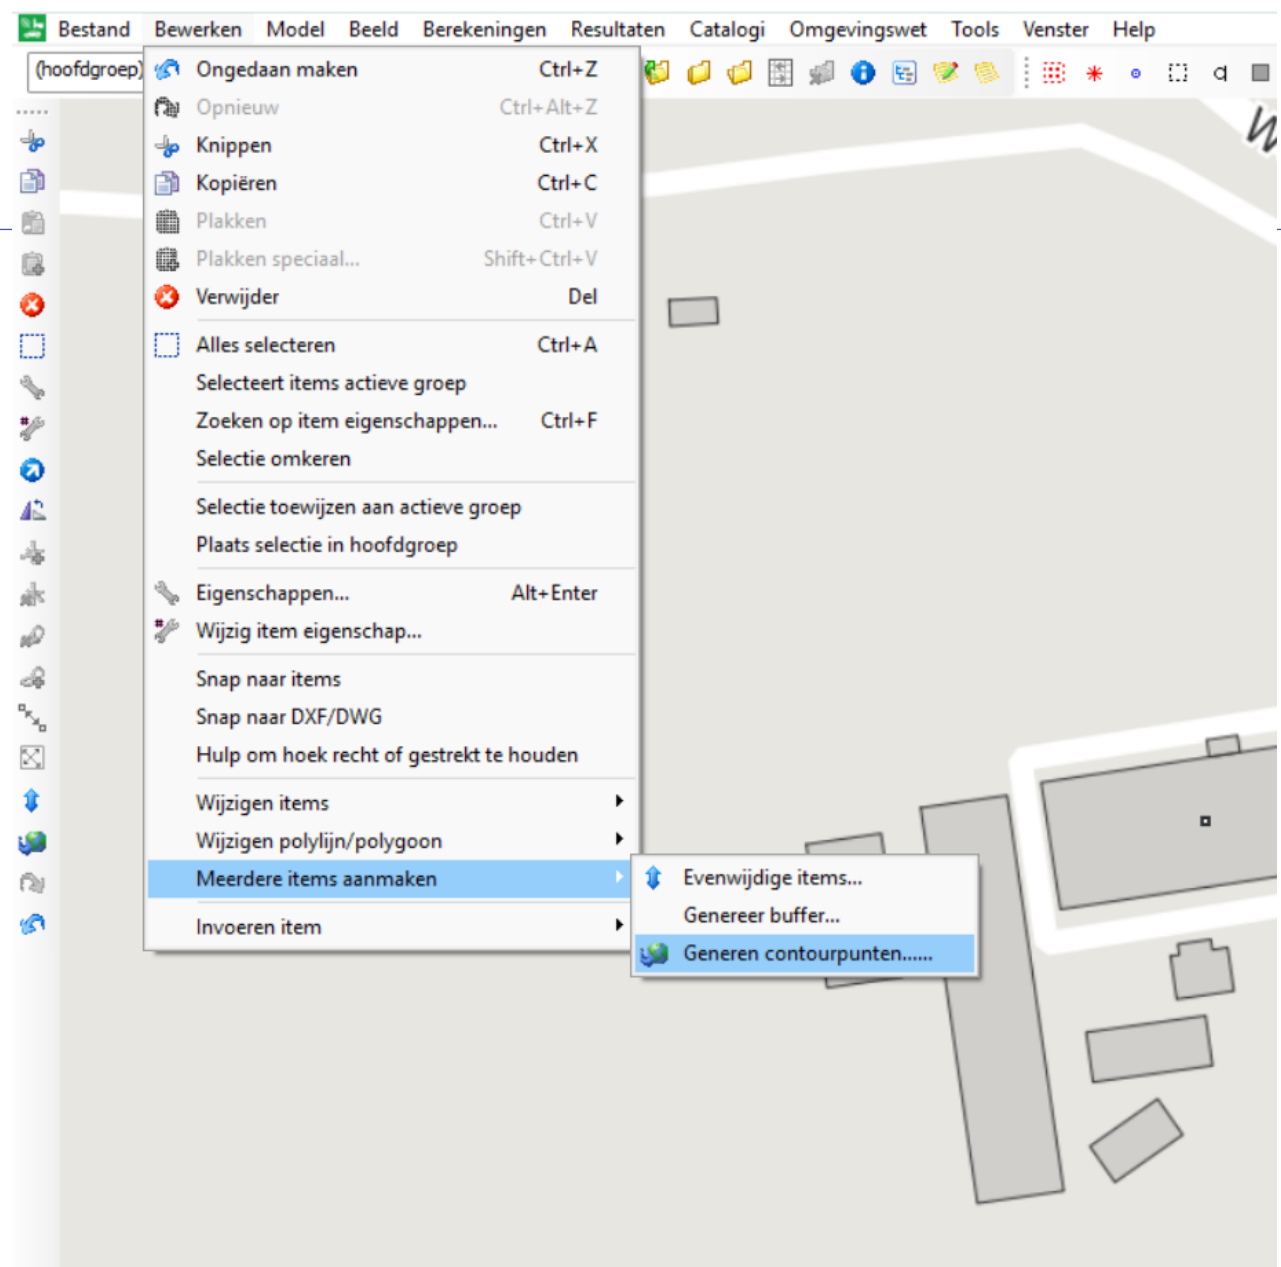 Bestand Bewerken Model Beeld Berekeningen Resultaten Catalogi Omgevingswet Tools Venster Help
(hoofdgroep)
Ongedaan maken Ctrl+Z
Opnieuw Ctrl+Alt+Z
Knippen Ctrl+X
Kopiëren Ctrl+C
Plakken Ctrl+V
Plakken speciaal... Shift+Ctrl+V
Verwijder Del
Alles selecteren Ctrl+A
Selecteert items actieve groep
Zoeken op item eigenschappen... Ctrl+F
Selectie omkeren
Selectie toewijzen aan actieve groep
Plaats selectie in hoofdgroep
Eigenschappen... Alt+Enter
Wijzig item eigenschap...
Snap naar items
Snap naar DXF/DWG
Hulp om hoek recht of gestrekt te houden
Wijzigen items
Wijzigen polylijn/polygoon
Meerdere items aanmaken
Evenwijdige items...
Genereer buffer...
Generen contourpunten......
Invoeren item